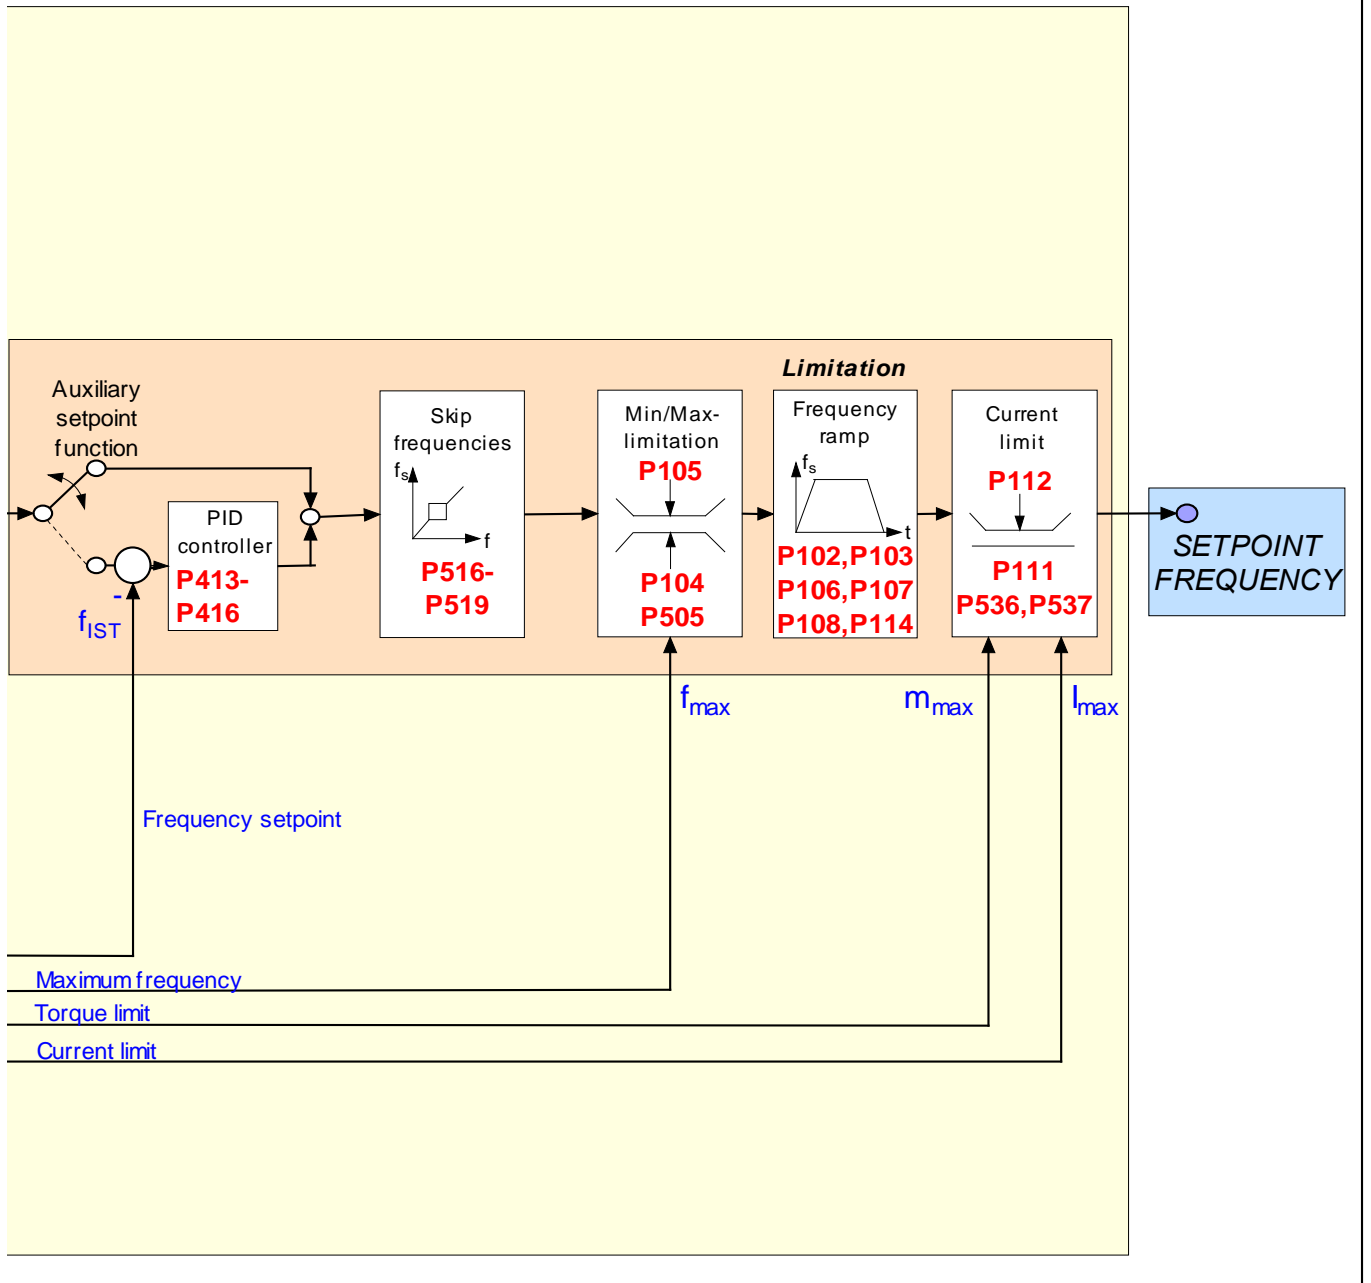 Limitation
Auxiliary
setpoint
function
PID
controller
P413-
P416
-
fIST
Skip
frequencies
fs
f
P516-
P519
Min/Max-
limitation
P105
P104
P505
Frequency
ramp
fs
t
P102,P103
P106,P107
P108,P114
Current
limit
P112
P111
P536,P537
SETPOINT
FREQUENCY
fmax
mmax
Imax
Frequency setpoint
Maximum frequency
Torque limit
Current limit